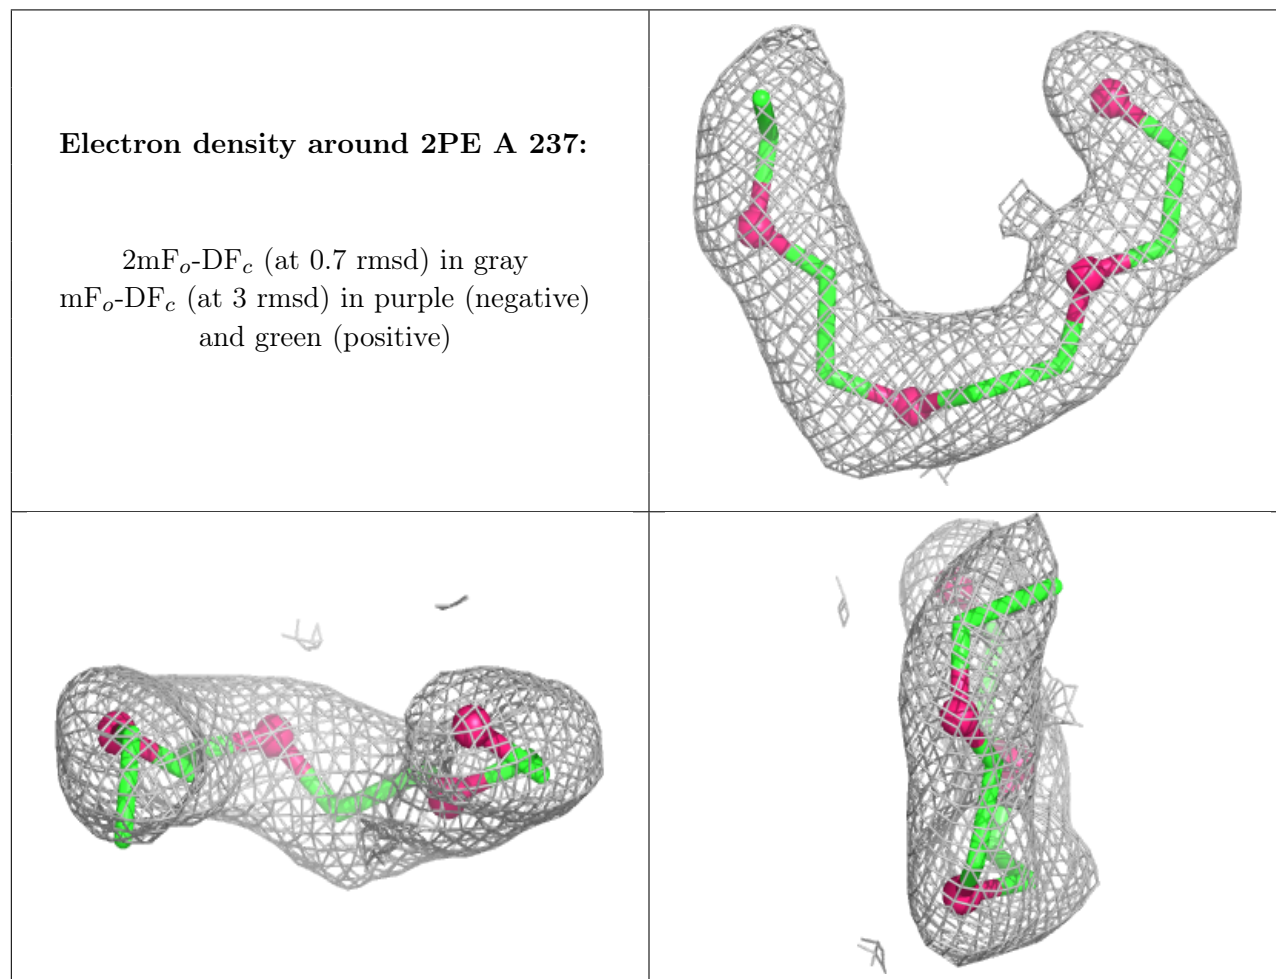 Electron density around 2PE A 237:
2mFo-DFc (at 0.7 rmsd) in gray
mFo-DFc (at 3 rmsd) in purple (negative)
and green (positive)